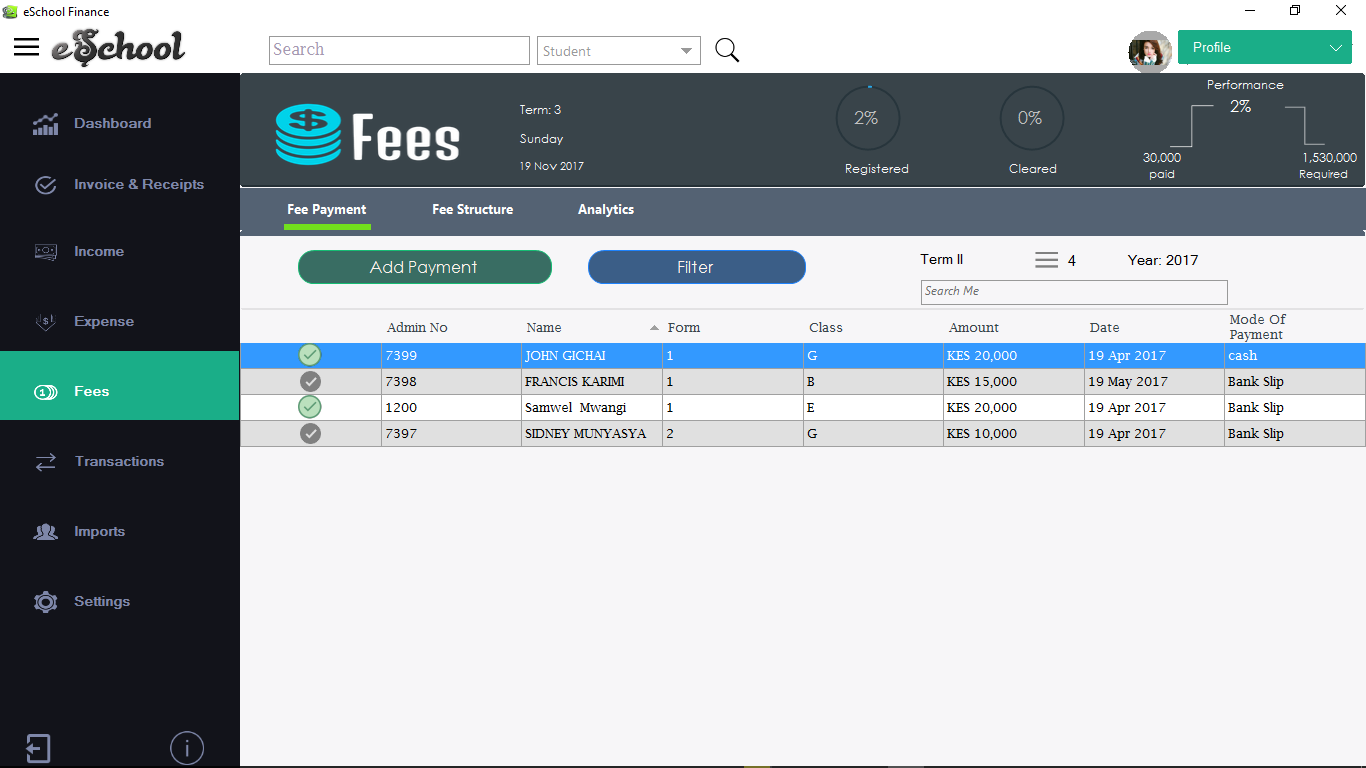 eSchool Finance
eSchool
Search
Student
Profile
Dashboard
Invoice & Receipts
Income
Expense
Fees
Transactions
Imports
Settings
Fees
Term: 3
Sunday
19 Nov 2017
2%
Registered
0%
Cleared
Performance
2%
30,000
paid
1,530,000
Required
Fee Payment Fee Structure Analytics
Add Payment Filter
Term II 4 Year: 2017
Search Me
Admin No Name Form Class Amount Date Mode Of Payment
7399 JOHN GICHAI 1 G KES 20,000 19 Apr 2017 cash
7398 FRANCIS KARIMI 1 B KES 15,000 19 May 2017 Bank Slip
1200 Samwel Mwangi 1 E KES 20,000 19 Apr 2017 Bank Slip
7397 SIDNEY MUNYASYA 2 G KES 10,000 19 Apr 2017 Bank Slip